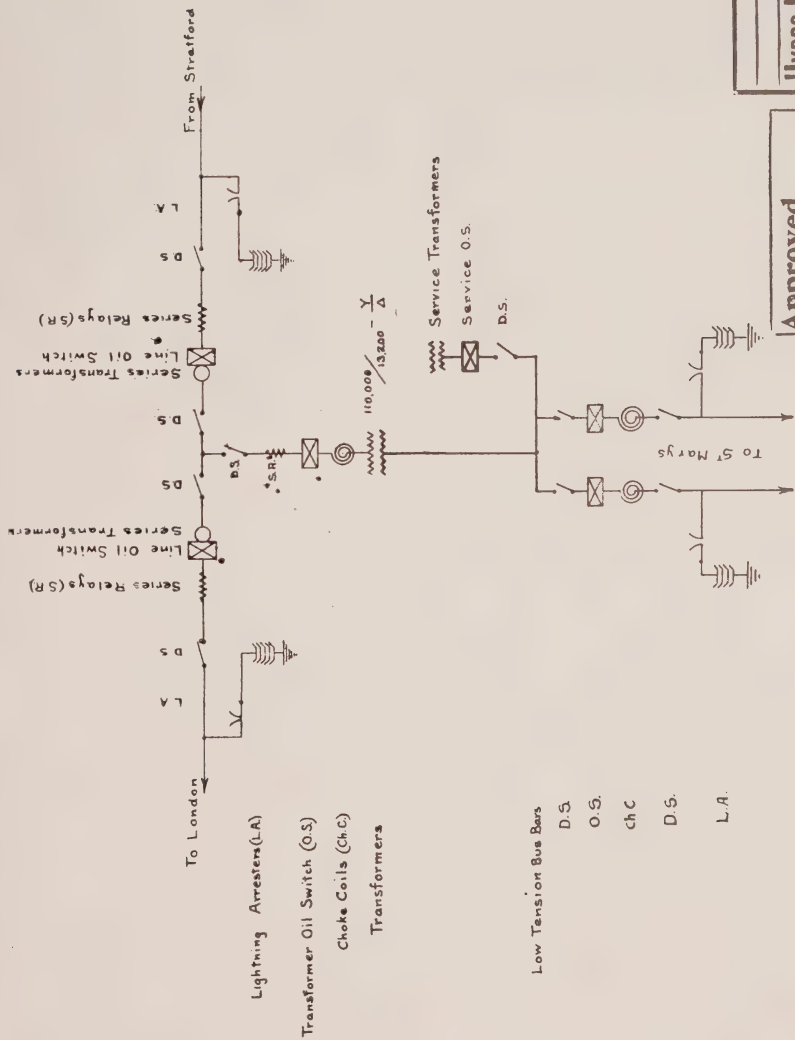 From Stratford
L.A.
D S
Series Relays (SR)
Line Oil Switch
Series Transformers
D.S.
D.S
Series Transformers
Line Oil Switch
Series Relays (SR)
D S
L A
To London
D.S.
S.R.
110,000/13,200 - Y/Δ
Lightning Arresters (LA)
Transformer Oil Switch (O.S)
Choke Coils (Ch.C.)
Transformers
Service Transformers
Service O.S.
D.S.
Low Tension Bus Bars
D.S.
O.S.
ch C
D.S.
L.A.
To St Marys
Approved